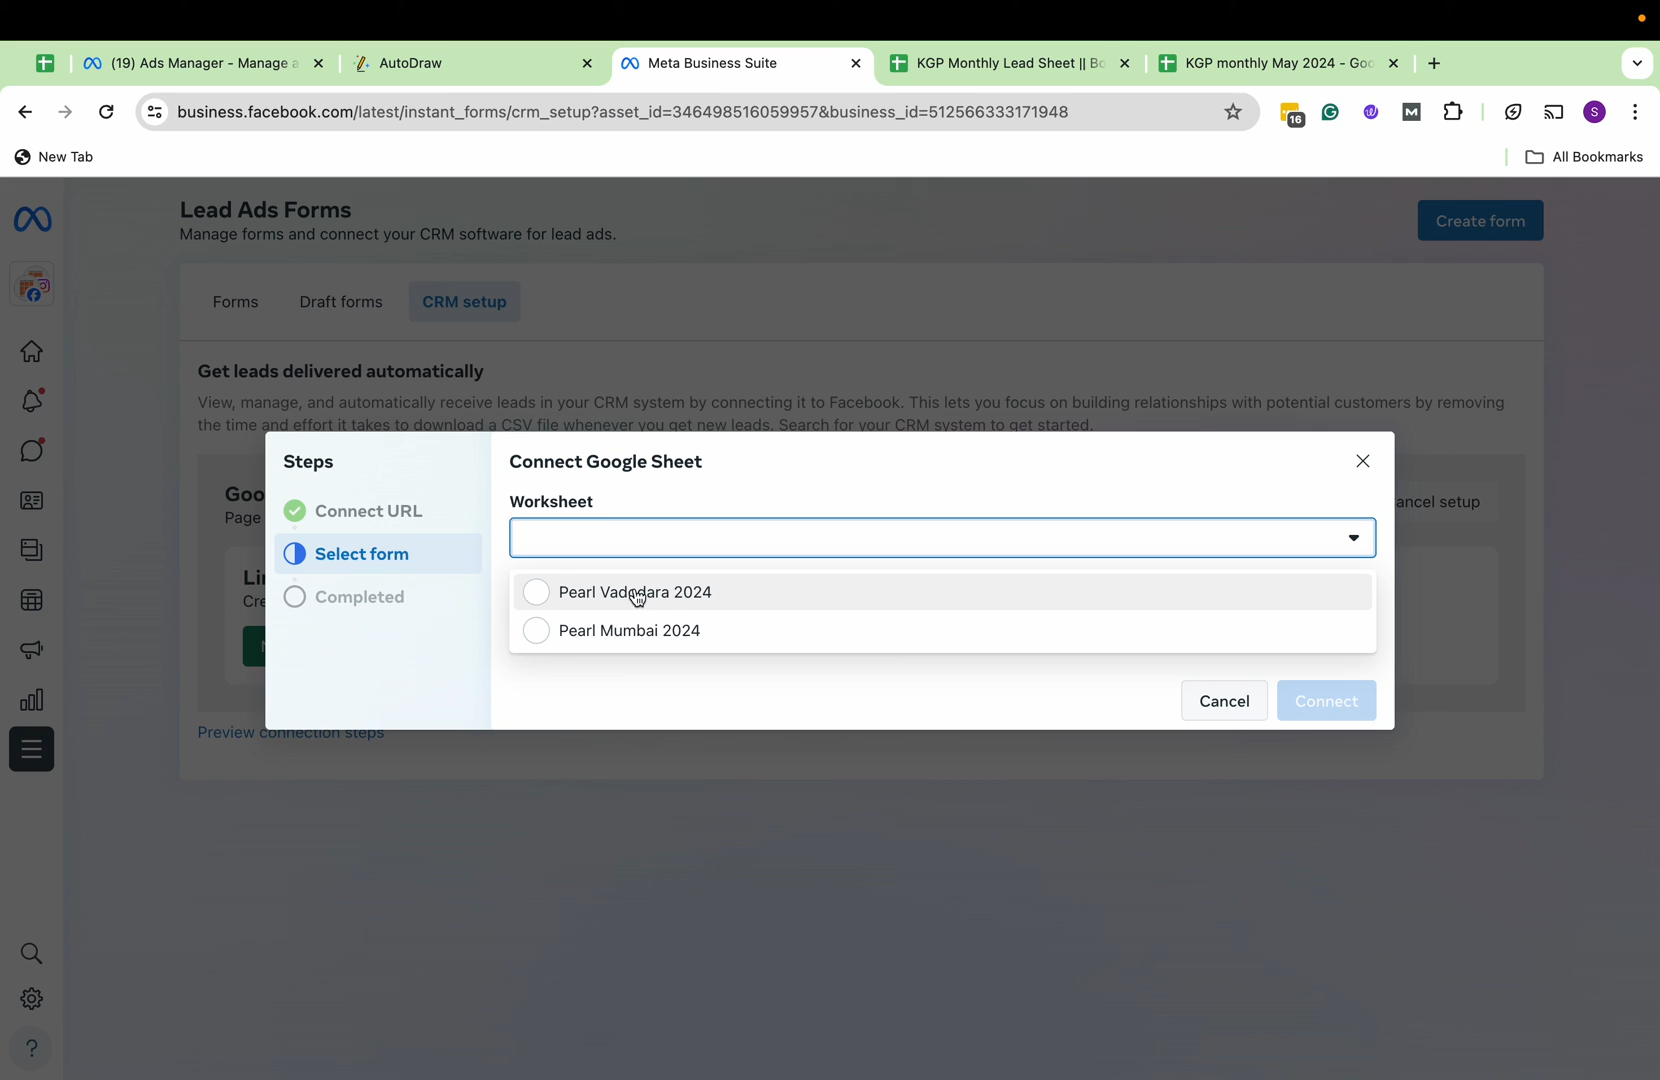 (19) Ads Manager - Manage a
AutoDraw
Meta Business Suite
KGP Monthly Lead Sheet || Bo
KGP monthly May 2024 - Goo
business.facebook.com/latest/instant_forms/crm_setup?asset_id=346498516059957&business_id=512566333171948
16
S
New Tab
All Bookmarks
Lead Ads Forms
Manage forms and connect your CRM software for lead ads.
Create form
Forms
Draft forms
CRM setup
Get leads delivered automatically
View, manage, and automatically receive leads in your CRM system by connecting it to Facebook. This lets you focus on building relationships with potential customers by removing
the time and effort it takes to download a CSV file whenever you get new leads. Search for your CRM system to get started.
Goo
Page
ancel setup
Cre
Preview connection steps
Steps
Connect URL
Select form
Completed
Connect Google Sheet
Worksheet
Pearl Vadodara 2024
Pearl Mumbai 2024
Cancel
Connect
?